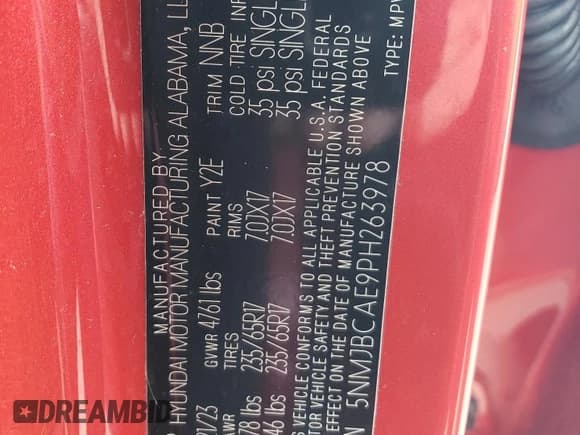 MANUFACTURED BY
HYUNDAI MOTOR MANUFACTURING ALABAMA, LL
/23 GVWR 4761 lbs PAINT Y2E TRIM NNB
AWR TIRES RIMS COLD TIRE INF
78 lbs 235/65R17 7.0JX17 35 psi SINGL
46 lbs 235/65R17 7.0JX17 35 psi SINGL
S VEHICLE CONFORMS TO ALL APPLICABLE U.S.A. FEDERAL
TOR VEHICLE SAFETY AND THEFT PREVENTION STANDARDS
EFFECT ON THE DATE OF MANUFACTURE SHOWN ABOVE
N 5NMJBCAE9PH263978 TYPE: MPV
DREAMBID